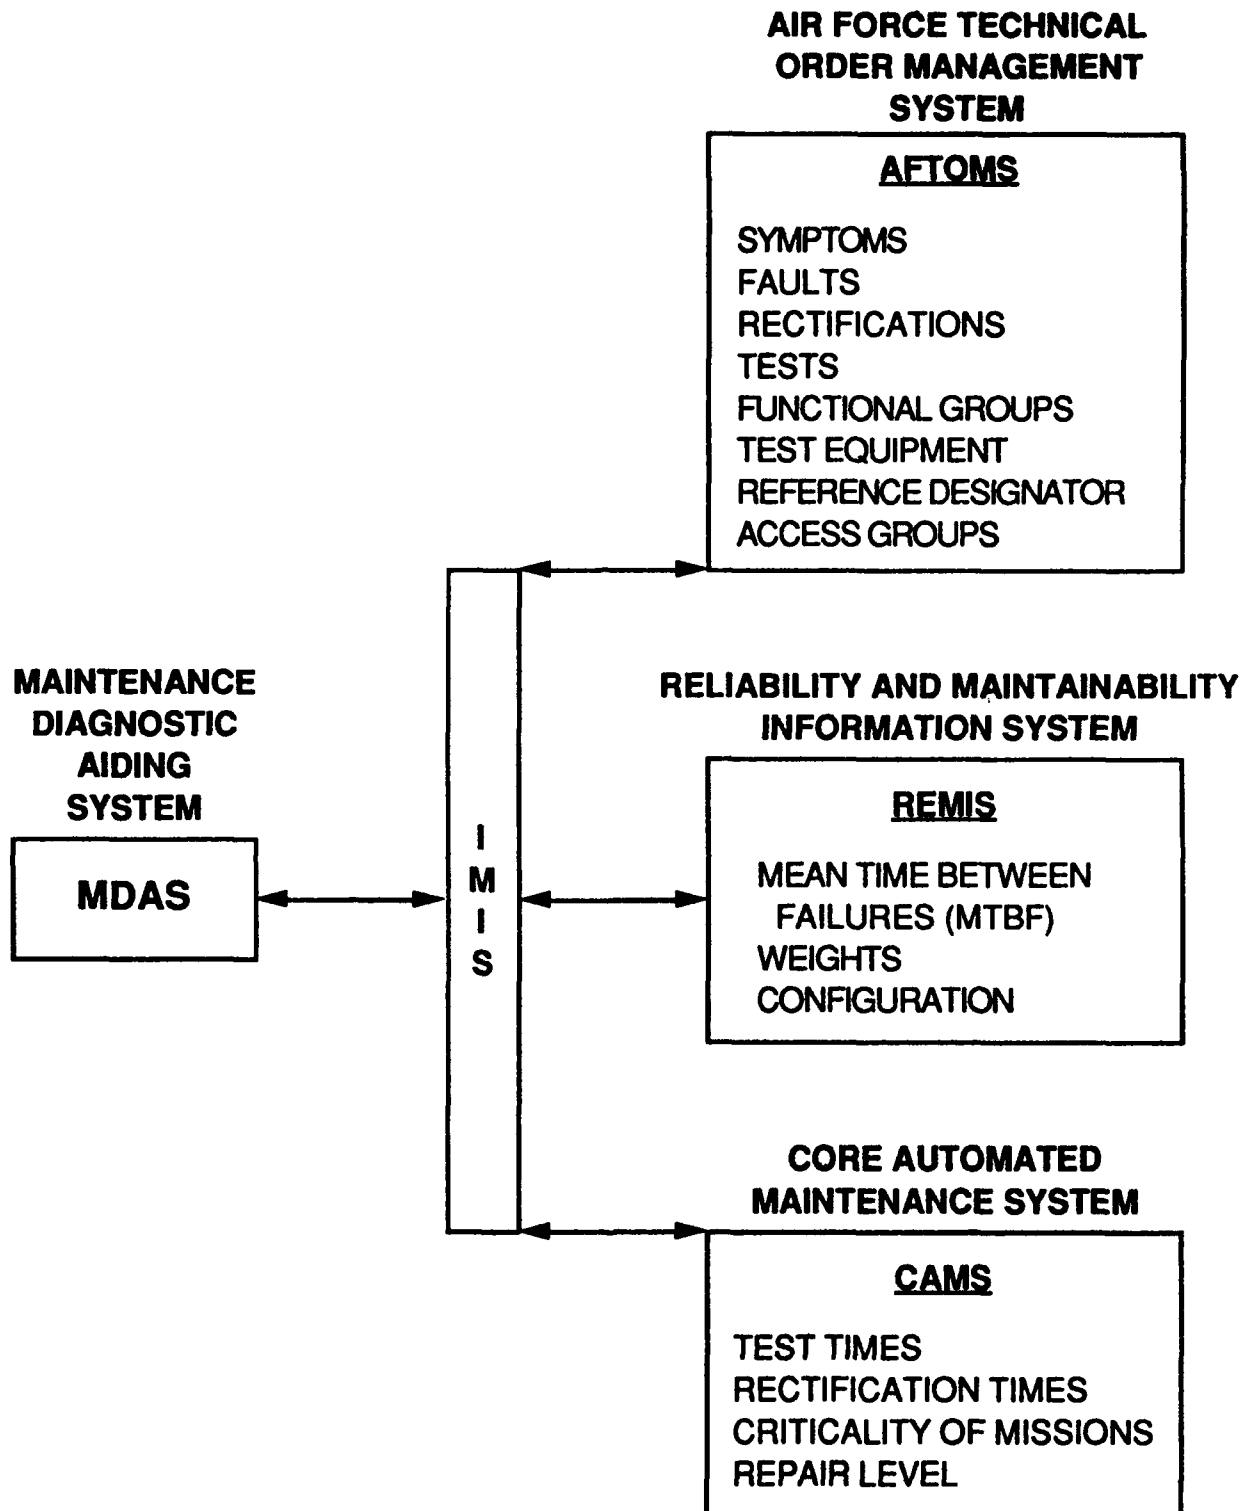 AIR FORCE TECHNICAL
ORDER MANAGEMENT
SYSTEM
AFTOMS
SYMPTOMS
FAULTS
RECTIFICATIONS
TESTS
FUNCTIONAL GROUPS
TEST EQUIPMENT
REFERENCE DESIGNATOR
ACCESS GROUPS
MAINTENANCE
DIAGNOSTIC
AIDING
SYSTEM
MDAS
I
M
I
S
RELIABILITY AND MAINTAINABILITY
INFORMATION SYSTEM
REMIS
MEAN TIME BETWEEN
FAILURES (MTBF)
WEIGHTS
CONFIGURATION
CORE AUTOMATED
MAINTENANCE SYSTEM
CAMS
TEST TIMES
RECTIFICATION TIMES
CRITICALITY OF MISSIONS
REPAIR LEVEL